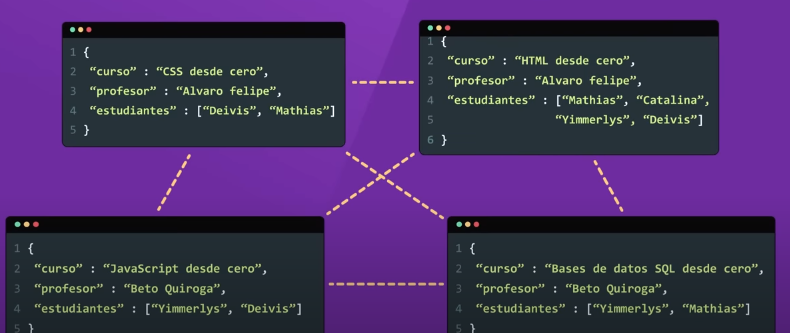 1 {
2 “curso” : “CSS desde cero”,
3 “profesor” : “Alvaro felipe”,
4 “estudiantes” : [“Deivis”, “Mathias”]
5 }
1 {
2 “curso” : “HTML desde cero”,
3 “profesor” : “Alvaro felipe”,
4 “estudiantes” : [“Mathias”, “Catalina”,
5 “Yimmerlys”, “Deivis”]
6 }
1 {
2 “curso” : “JavaScript desde cero”,
3 “profesor” : “Beto Quiroga”,
4 “estudiantes” : [“Yimmerlys”, “Deivis”]
5 }
1 {
2 “curso” : “Bases de datos SQL desde cero”,
3 “profesor” : “Beto Quiroga”,
4 “estudiantes” : [“Yimmerlys”, “Mathias”]
5 }